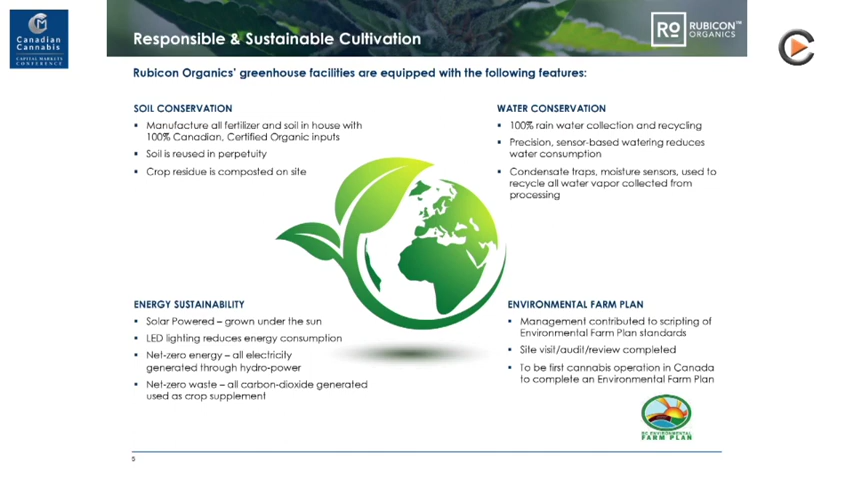 Canadian
Cannabis
CAPITAL MARKETS
CONFERENCE
Responsible & Sustainable Cultivation
RO
RUBICON™
ORGANICS
Rubicon Organics' greenhouse facilities are equipped with the following features:
SOIL CONSERVATION
▪ Manufacture all fertilizer and soil in house with
100% Canadian, Certified Organic inputs
▪ Soil is reused in perpetuity
▪ Crop residue is composted on site
WATER CONSERVATION
▪ 100% rain water collection and recycling
▪ Precision, sensor-based watering reduces
water consumption
▪ Condensate traps, moisture sensors, used to
recycle all water vapor collected from
processing
ENERGY SUSTAINABILITY
▪ Solar Powered – grown under the sun
▪ LED lighting reduces energy consumption
▪ Net-zero energy – all electricity
generated through hydro-power
▪ Net-zero waste – all carbon-dioxide generated
used as crop supplement
ENVIRONMENTAL FARM PLAN
▪ Management contributed to scripting of
Environmental Farm Plan standards
▪ Site visit/audit/review completed
▪ To be first cannabis operation in Canada
to complete an Environmental Farm Plan
BC ENVIRONMENTAL
FARM PLAN
5